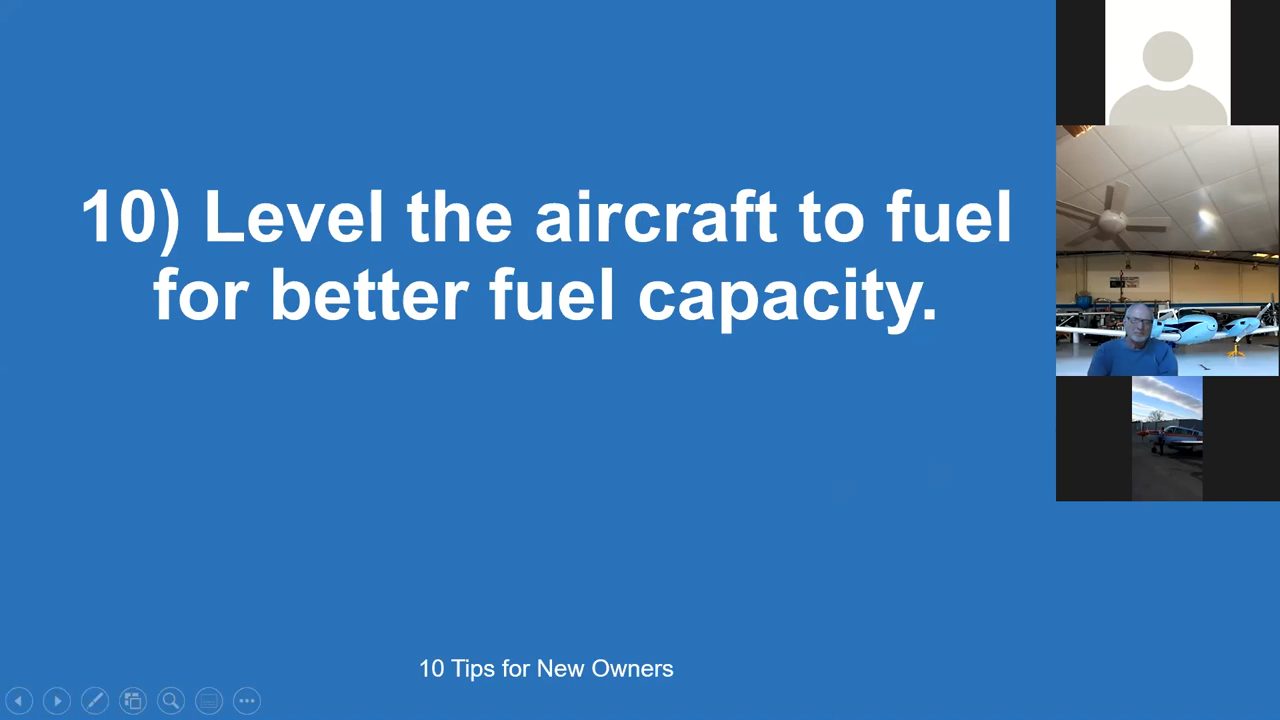 10) Level the aircraft to fuel
for better fuel capacity.
10 Tips for New Owners